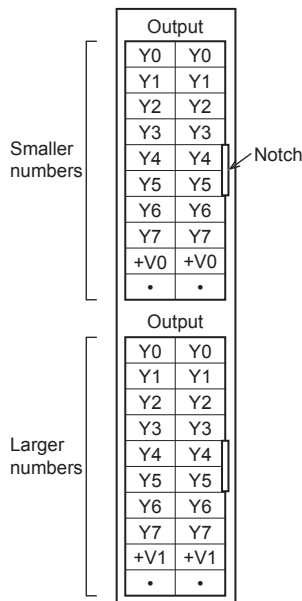 Output
Y0 Y0
Y1 Y1
Y2 Y2
Y3 Y3
Smaller numbers
Y4 Y4
Notch
Y5 Y5
Y6 Y6
Y7 Y7
+V0 +V0
• •
Output
Y0 Y0
Y1 Y1
Y2 Y2
Y3 Y3
Larger numbers
Y4 Y4
Y5 Y5
Y6 Y6
Y7 Y7
+V1 +V1
• •